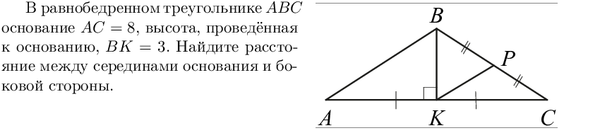 В равнобедренном треугольнике ABC
основание AC = 8, высота, проведённая
к основанию, BK = 3. Найдите рассто-
яние между серединами основания и бо-
ковой стороны.
B
P
A
K
C